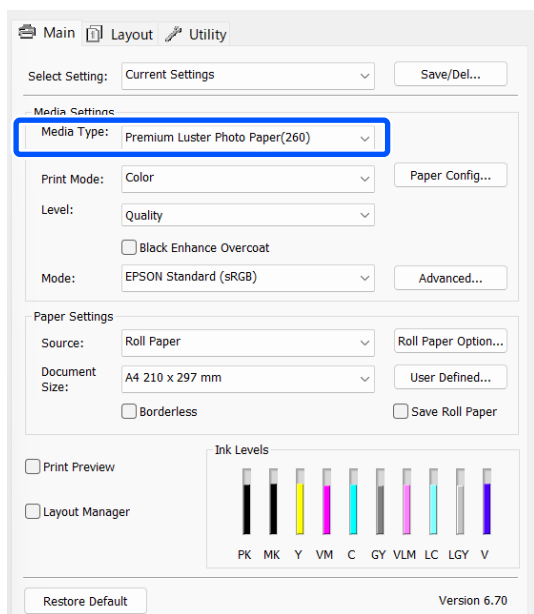 Main Layout Utility
Select Setting: Current Settings Save/Del...
Media Settings
Media Type: Premium Luster Photo Paper(260)
Print Mode: Color Paper Config...
Level: Quality
Black Enhance Overcoat
Mode: EPSON Standard (sRGB) Advanced...
Paper Settings
Source: Roll Paper Roll Paper Option...
Document
Size: A4 210 x 297 mm User Defined...
Borderless Save Roll Paper
Ink Levels
Print Preview
Layout Manager
PK MK Y VM C GY VLM LC LGY V
Restore Default Version 6.70